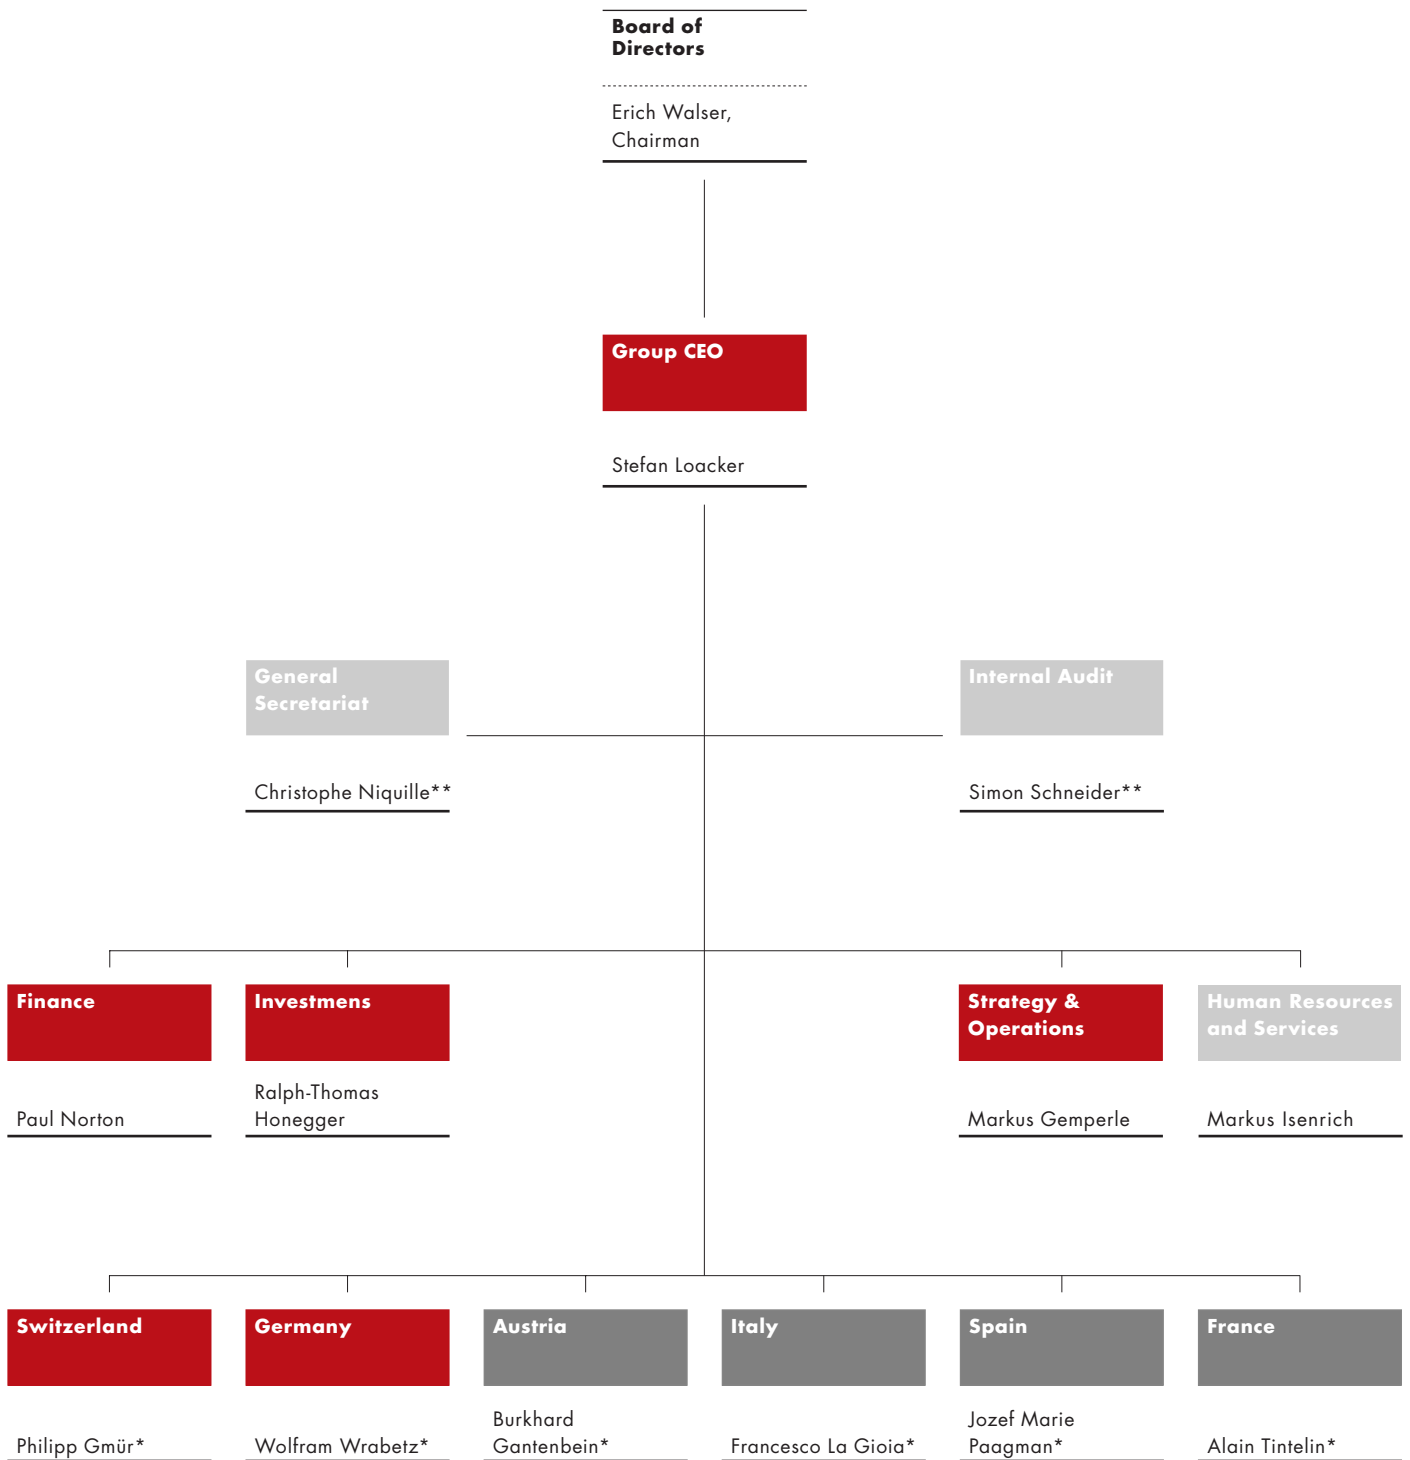 Board of
Directors
Erich Walser,
Chairman
Group CEO
Stefan Loacker
General
Secretariat
Christophe Niquille**
Internal Audit
Simon Schneider**
Finance
Paul Norton
Investmens
Ralph-Thomas
Honegger
Strategy &
Operations
Markus Gemperle
Human Resources
and Services
Markus Isenrich
Switzerland
Philipp Gmür*
Germany
Wolfram Wrabetz*
Austria
Burkhard
Gantenbein*
Italy
Francesco La Gioia*
Spain
Jozef Marie
Paagman*
France
Alain Tintelin*